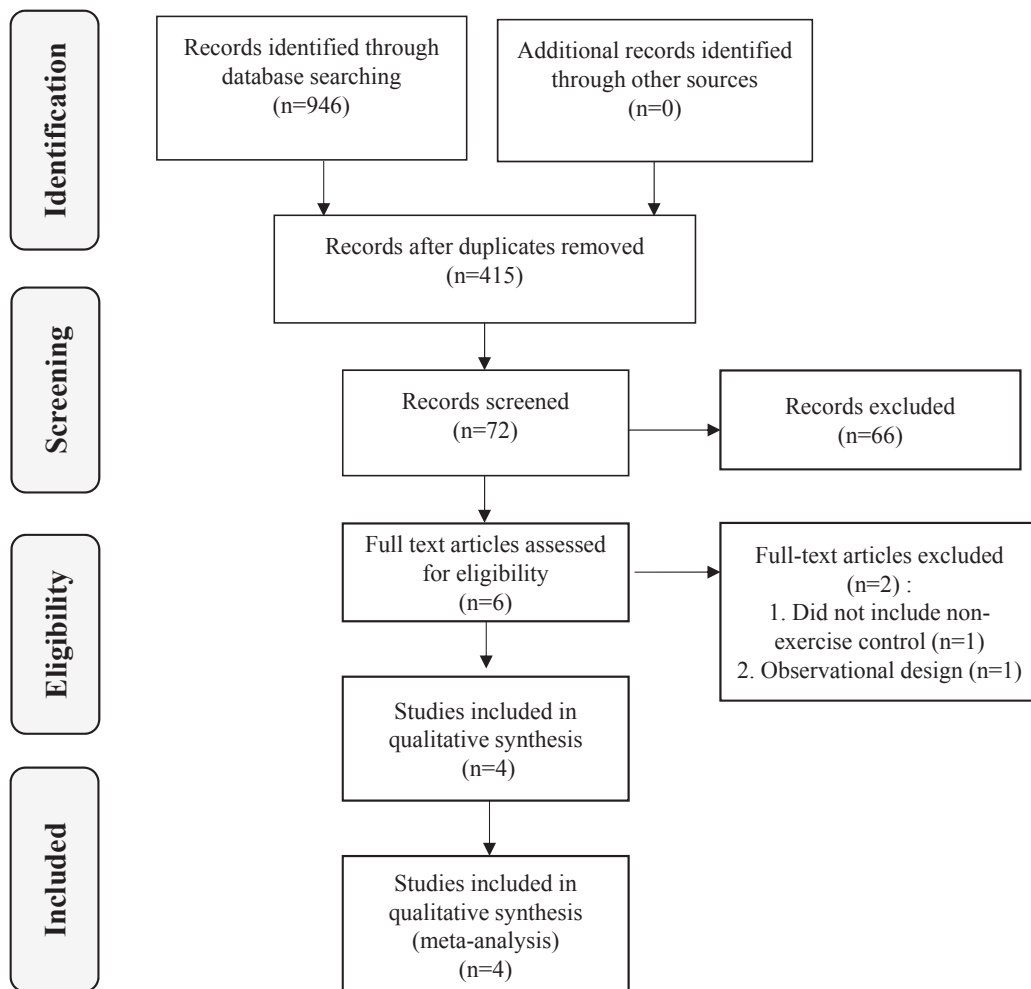 Identification
Records identified through
database searching
(n=946)
Additional records identified
through other sources
(n=0)
Records after duplicates removed
(n=415)
Screening
Records screened
(n=72)
Records excluded
(n=66)
Eligibility
Full text articles assessed
for eligibility
(n=6)
Full-text articles excluded
(n=2) :
1. Did not include non-
exercise control (n=1)
2. Observational design (n=1)
Studies included in
qualitative synthesis
(n=4)
Included
Studies included in
qualitative synthesis
(meta-analysis)
(n=4)